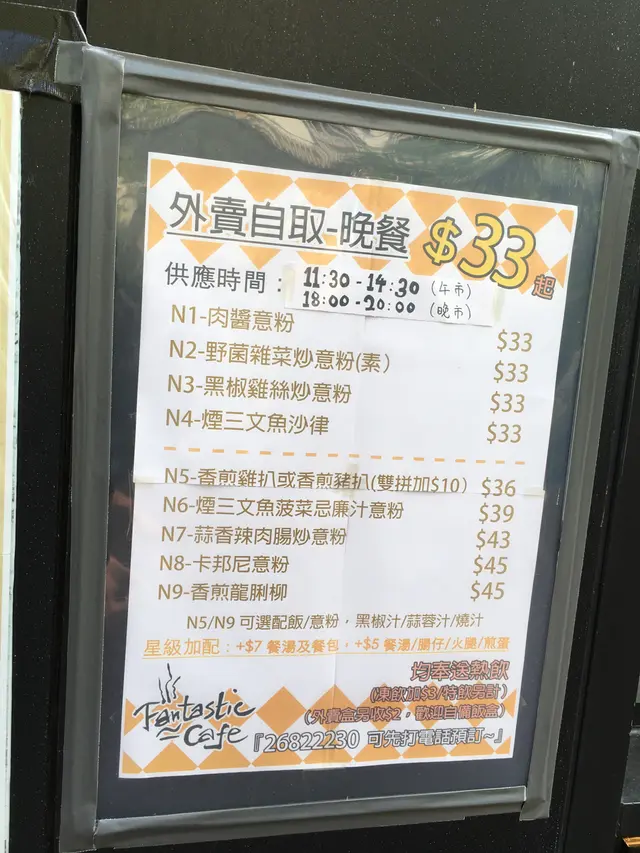 外賣自取-晚餐 $33起
供應時間： 11:30 - 14:30 (午市)
18:00 - 20:00 (晚市)
N1-肉醬意粉 $33
N2-野菌雜菜炒意粉(素) $33
N3-黑椒雞絲炒意粉 $33
N4-煙三文魚沙律 $33
N5-香煎雞扒或香煎豬扒(雙拼加$10) $36
N6-煙三文魚菠菜忌廉汁意粉 $39
N7-蒜香辣肉腸炒意粉 $43
N8-卡邦尼意粉 $45
N9-香煎龍脷柳 $45
N5/N9 可選配飯/意粉，黑椒汁/蒜蓉汁/燒汁
星級加配：+$7 餐湯及餐包，+$5 餐湯/腸仔/火腿/煎蛋
均奉送熱飲
(凍飲加$3/特飲另計)
(外賣盒另收$2，歡迎自備飯盒)
Fantastic
Cafe
『26822230 可先打電話預訂~』